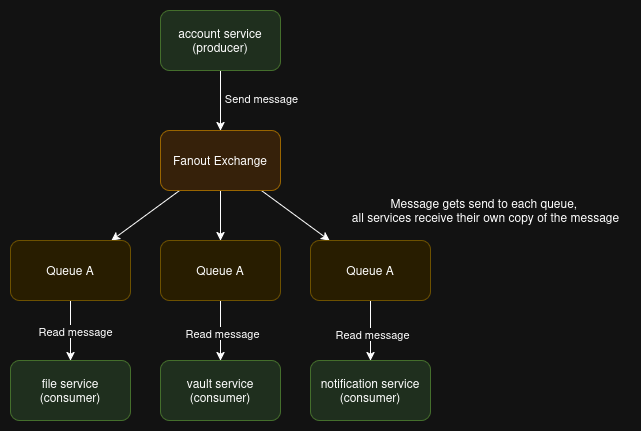 account service
(producer)
Send message
Fanout Exchange
Message gets send to each queue,
all services receive their own copy of the message
Queue A
Queue A
Queue A
Read message
Read message
Read message
file service
(consumer)
vault service
(consumer)
notification service
(consumer)